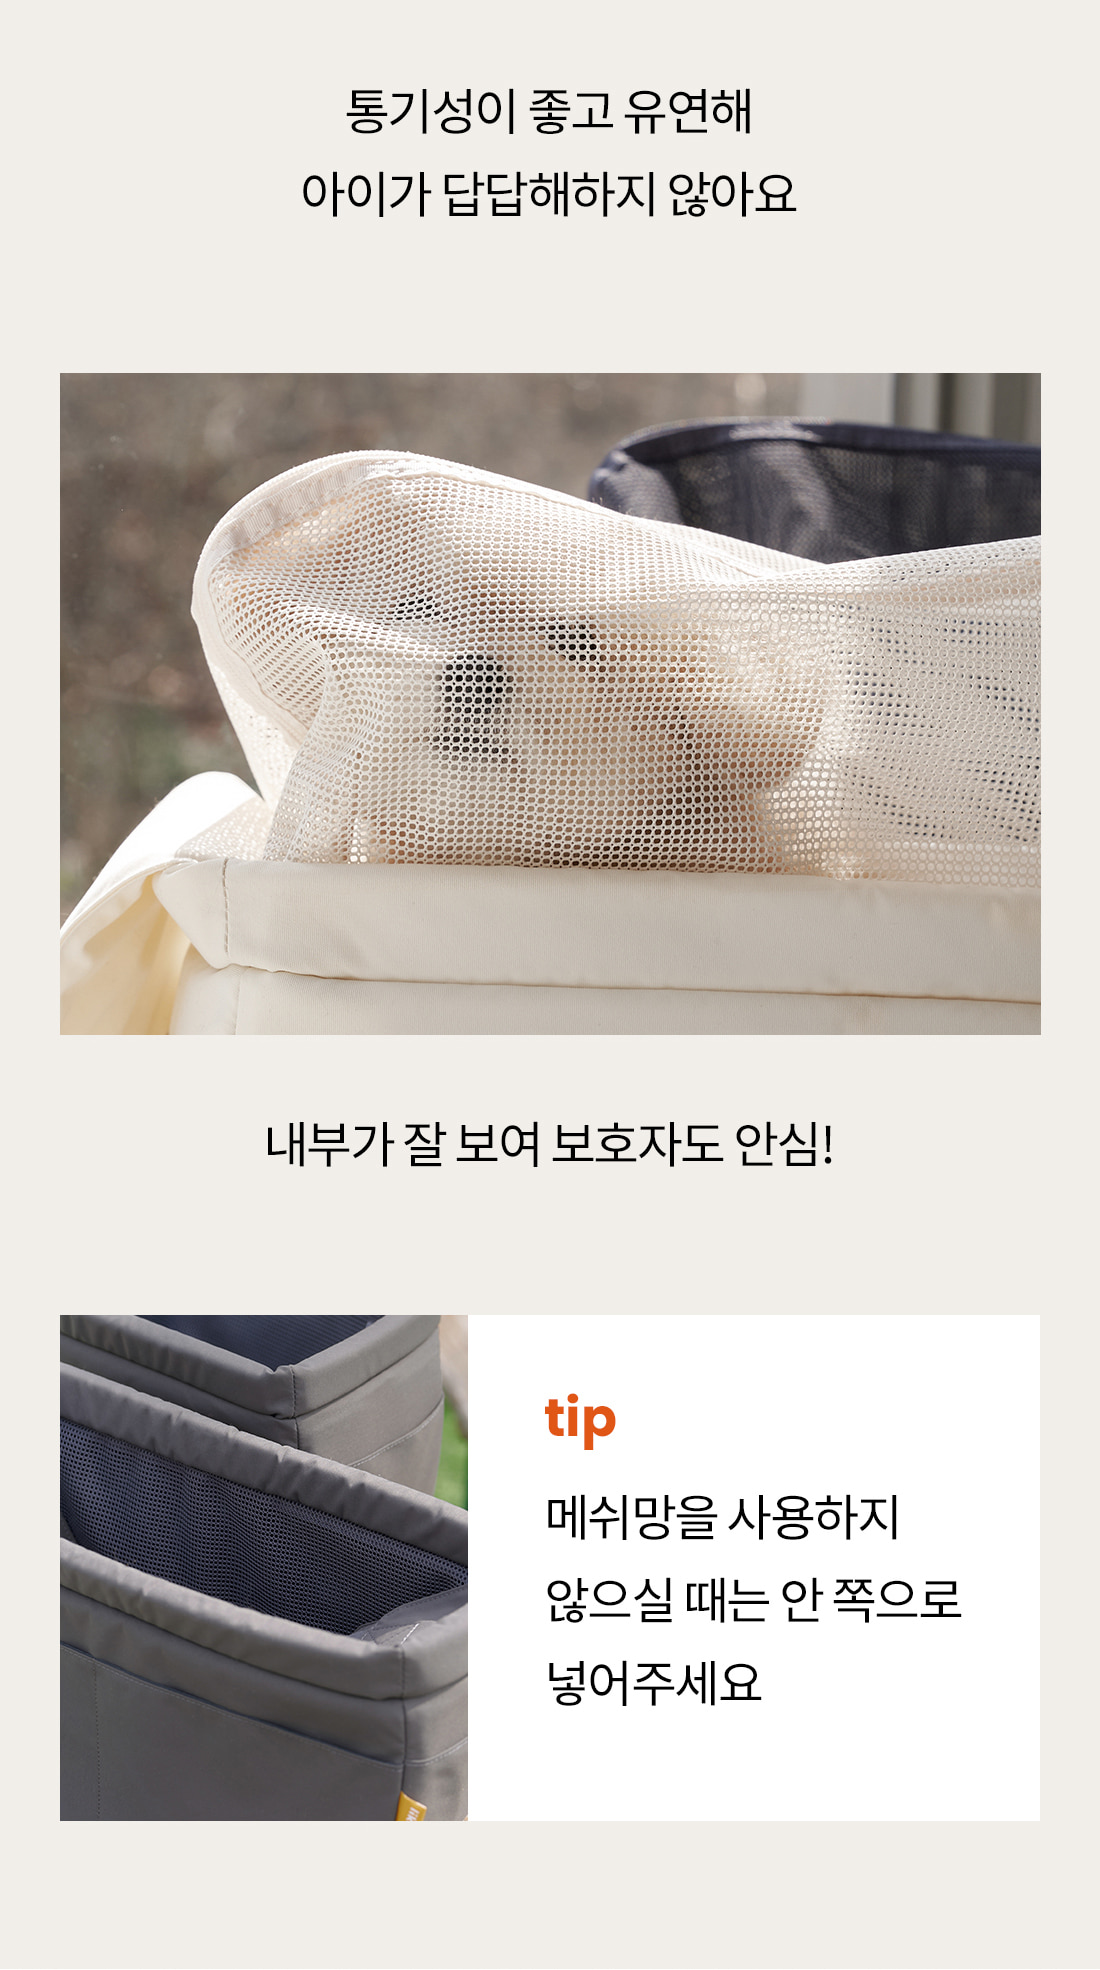 통기성이 좋고 유연해
아이가 답답해하지 않아요
내부가 잘 보여 보호자도 안심!
tip
메쉬망을 사용하지
않으실 때는 안 쪽으로
넣어주세요